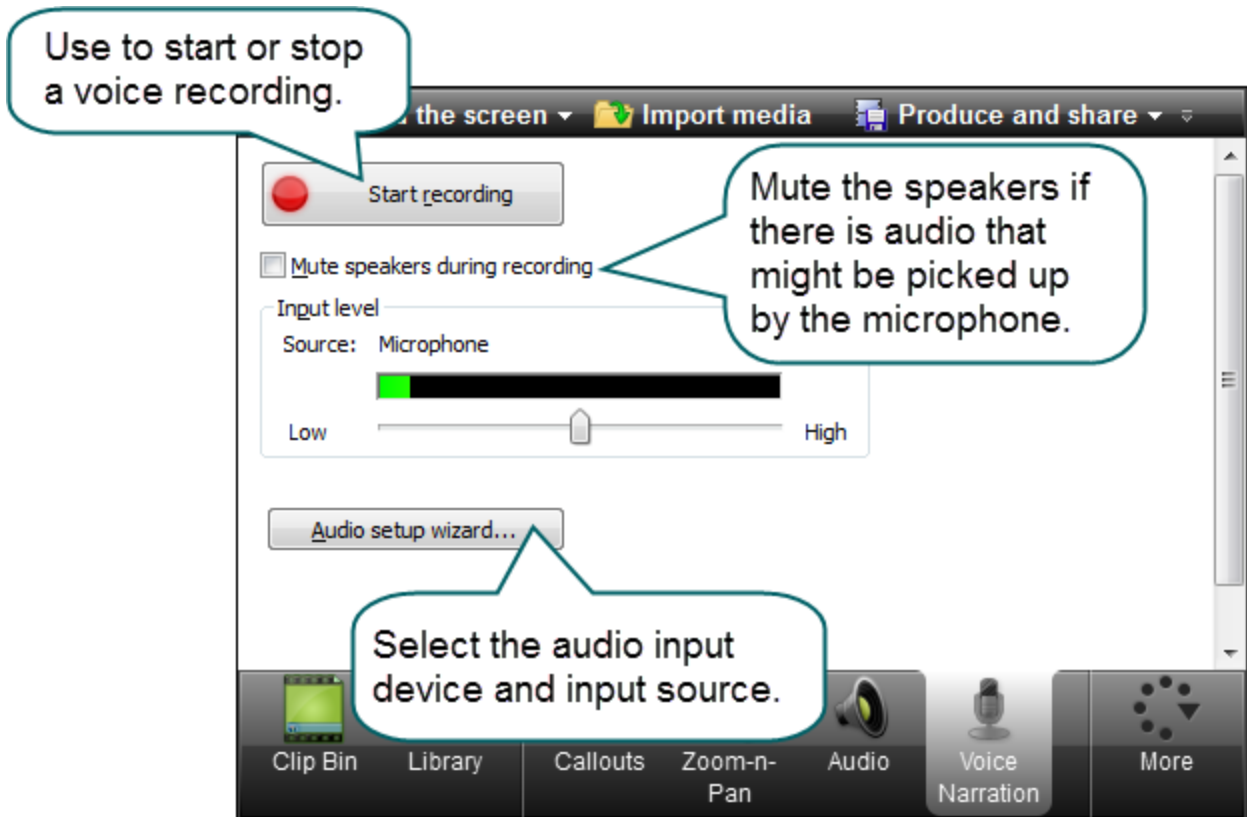 Use to start or stop
a voice recording.
the screen
Import media
Produce and share
Start recording
Mute the speakers if
there is audio that
might be picked up
by the microphone.
Mute speakers during recording
Input level
Source: Microphone
Low
High
Audio setup wizard...
Select the audio input
device and input source.
Clip Bin
Library
Callouts
Zoom-n-
Pan
Audio
Voice
Narration
More